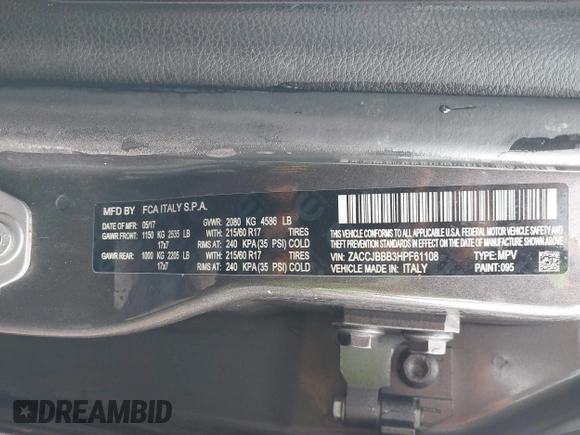 MFD BY FCA ITALY S.P.A.
DATE OF MFR: 05/17 GVWR: 2080 KG 4586 LB
GAWR FRONT: 1150 KG 2535 LB WITH: 215/60 R17 TIRES
17x7 RIMS AT: 240 KPA(35 PSI) COLD
GAWR REAR: 1000 KG 2205 LB WITH: 215/60 R17 TIRES
17x7 RIMS AT: 240 KPA(35 PSI) COLD
THIS VEHICLE CONFORMS TO ALL APPLICABLE
U.S.A. FEDERAL MOTOR VEHICLE SAFETY
BUMPER AND THEFT PREVENTION STANDARDS IN
EFFECT ON THE DATE OF MANUFACTURE SHOWN ABOVE
VIN: ZACCJBBB3HPF61108 TYPE: MPV
VEHICLE MADE IN: ITALY PAINT: 095
DREAMBID